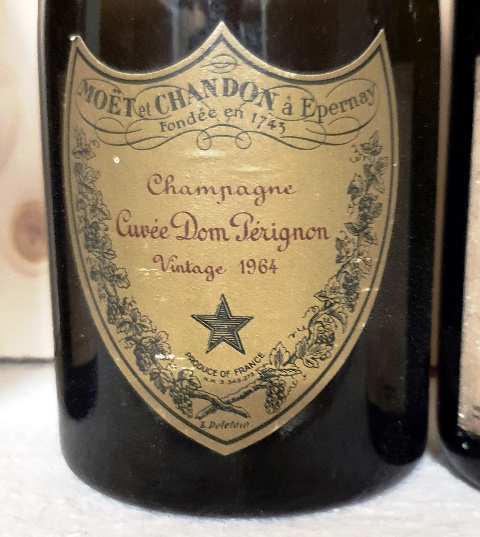 MOËT et CHANDON à Epernay
Fondée en 1743
Champagne
Cuvée Dom Pérignon
Vintage 1964
PRODUCE OF FRANCE